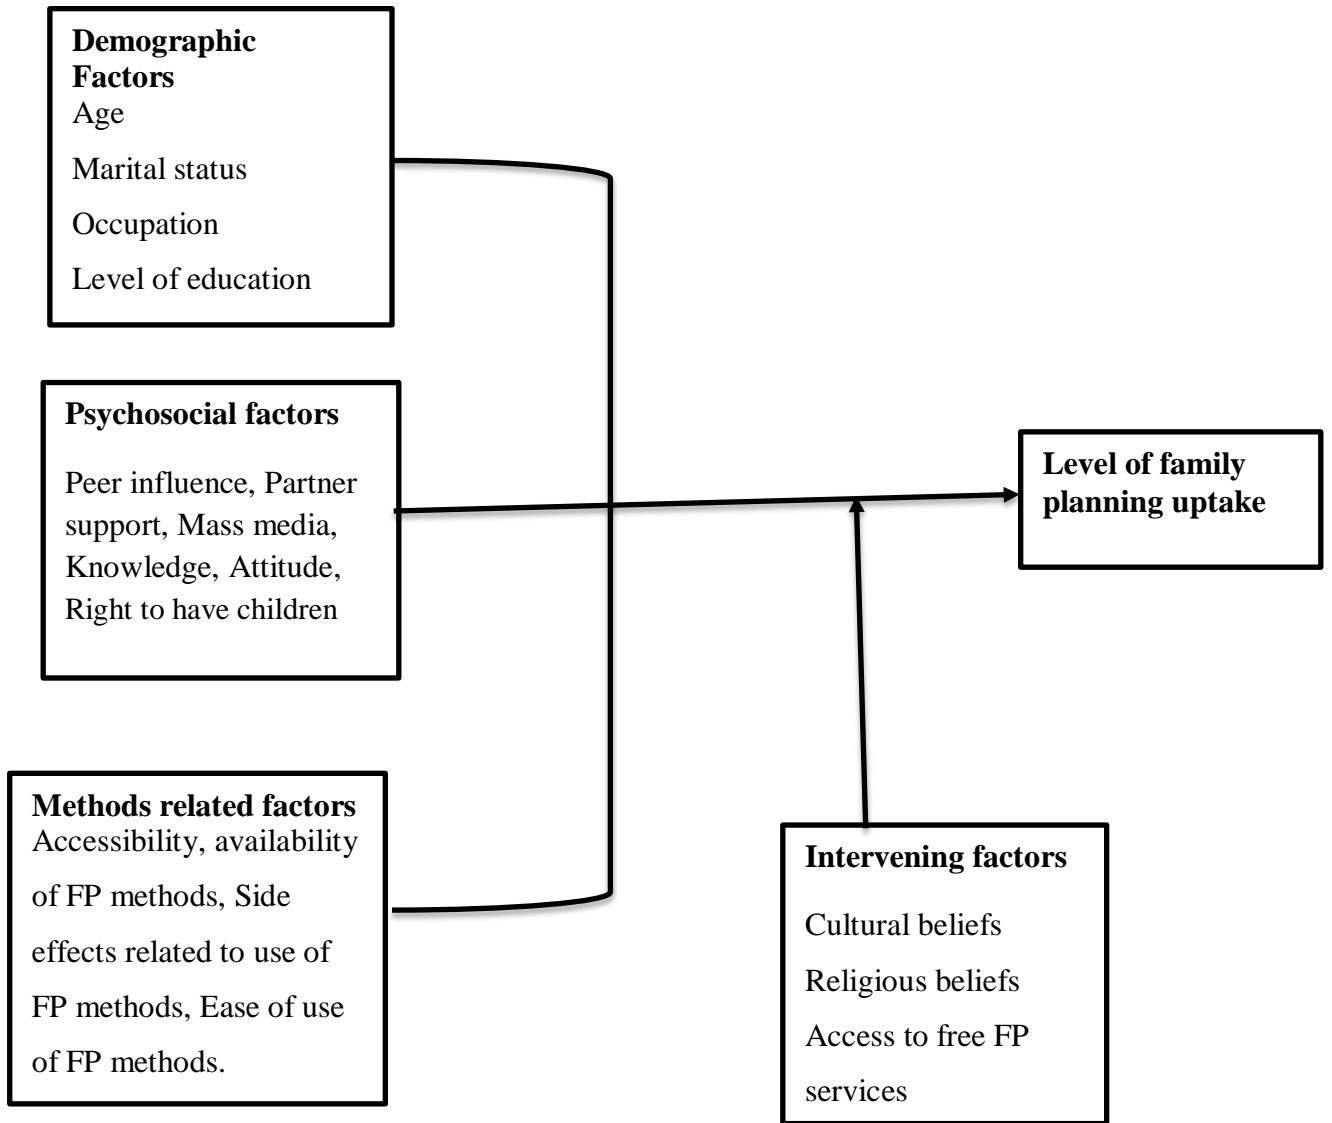 Demographic
Factors
Age
Marital status
Occupation
Level of education
Psychosocial factors
Peer influence, Partner
support, Mass media,
Knowledge, Attitude,
Right to have children
Methods related factors
Accessibility, availability
of FP methods, Side
effects related to use of
FP methods, Ease of use
of FP methods.
Level of family
planning uptake
Intervening factors
Cultural beliefs
Religious beliefs
Access to free FP
services